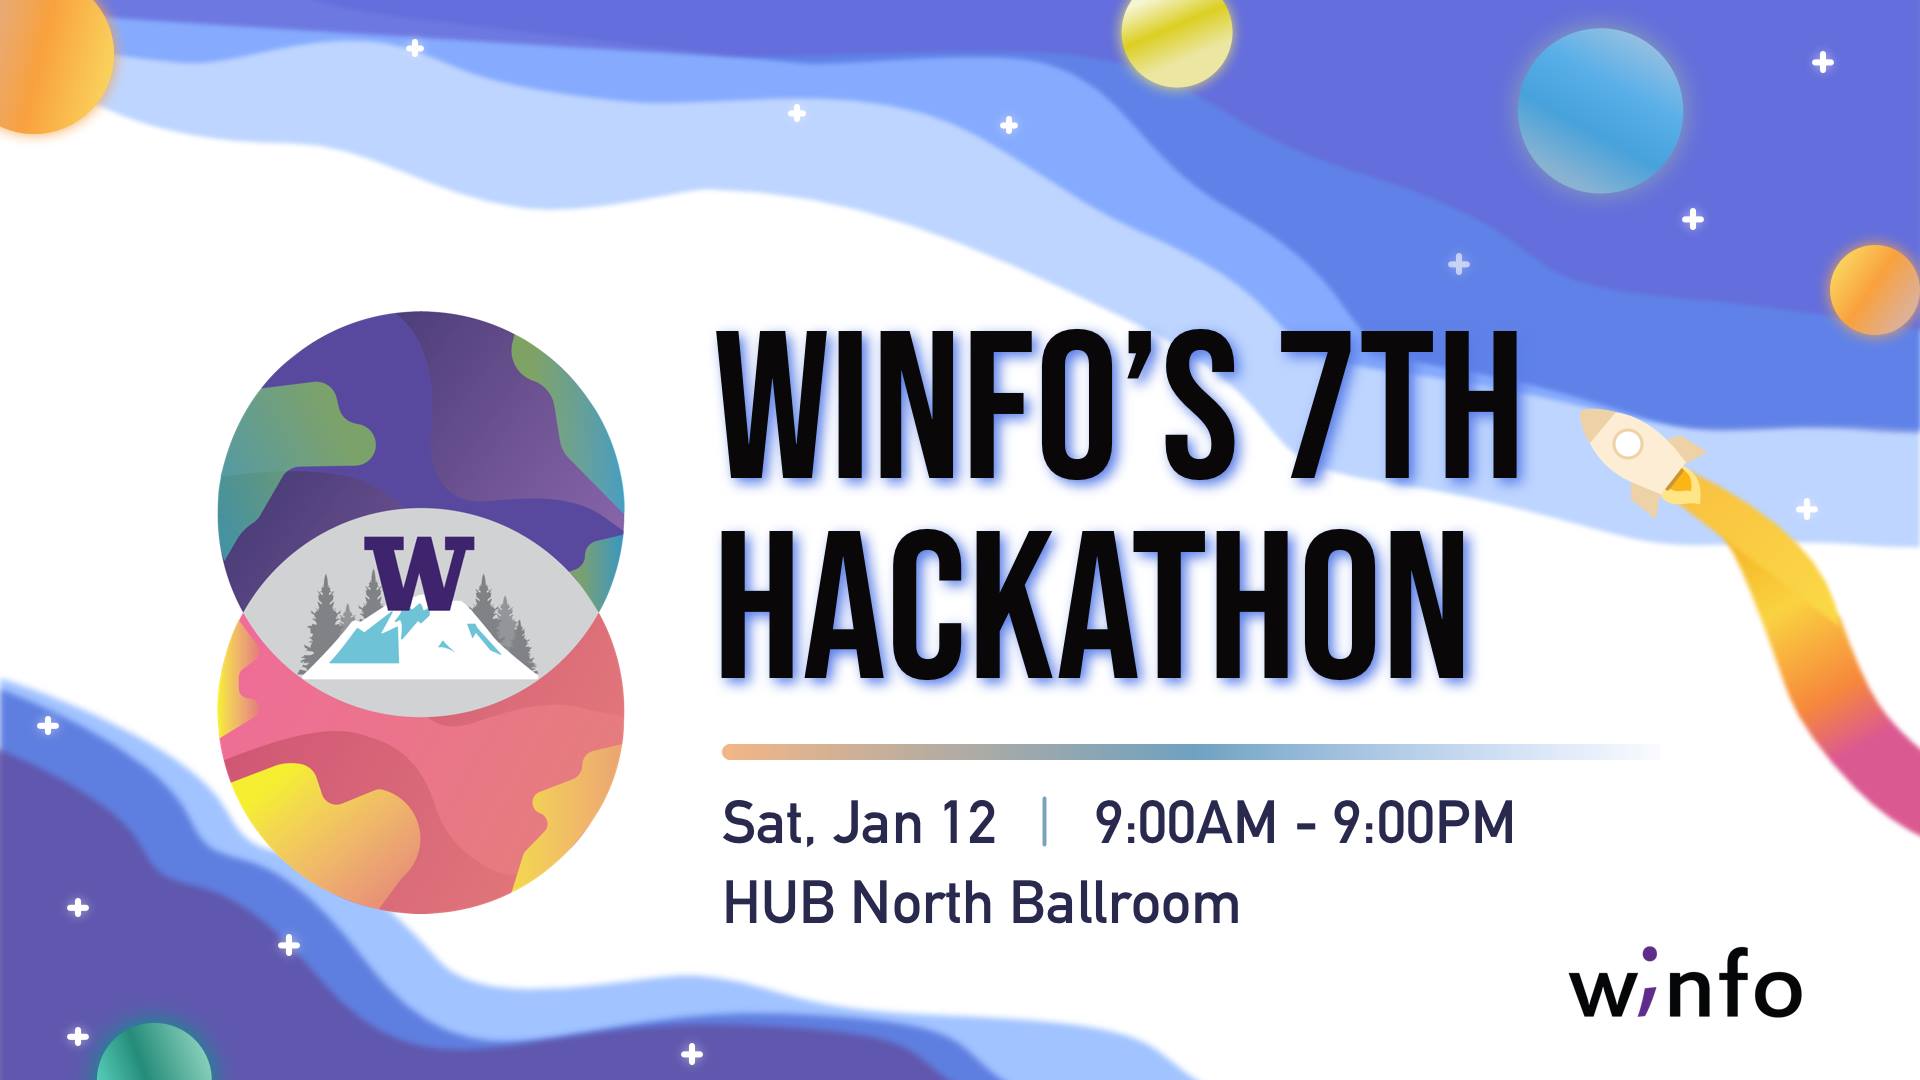 W
WINFO’S 7TH
HACKATHON
Sat, Jan 12 | 9:00AM - 9:00PM
HUB North Ballroom
winfo